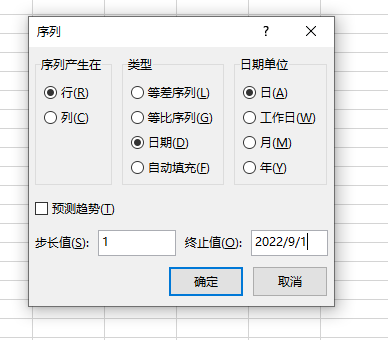 序列
序列产生在 类型 日期单位
行(R) 等差序列(L) 日(A)
列(C) 等比序列(G) 工作日(W)
日期(D) 月(M)
自动填充(F) 年(Y)
预测趋势(T)
步长值(S): 1 终止值(O): 2022/9/1
确定 取消